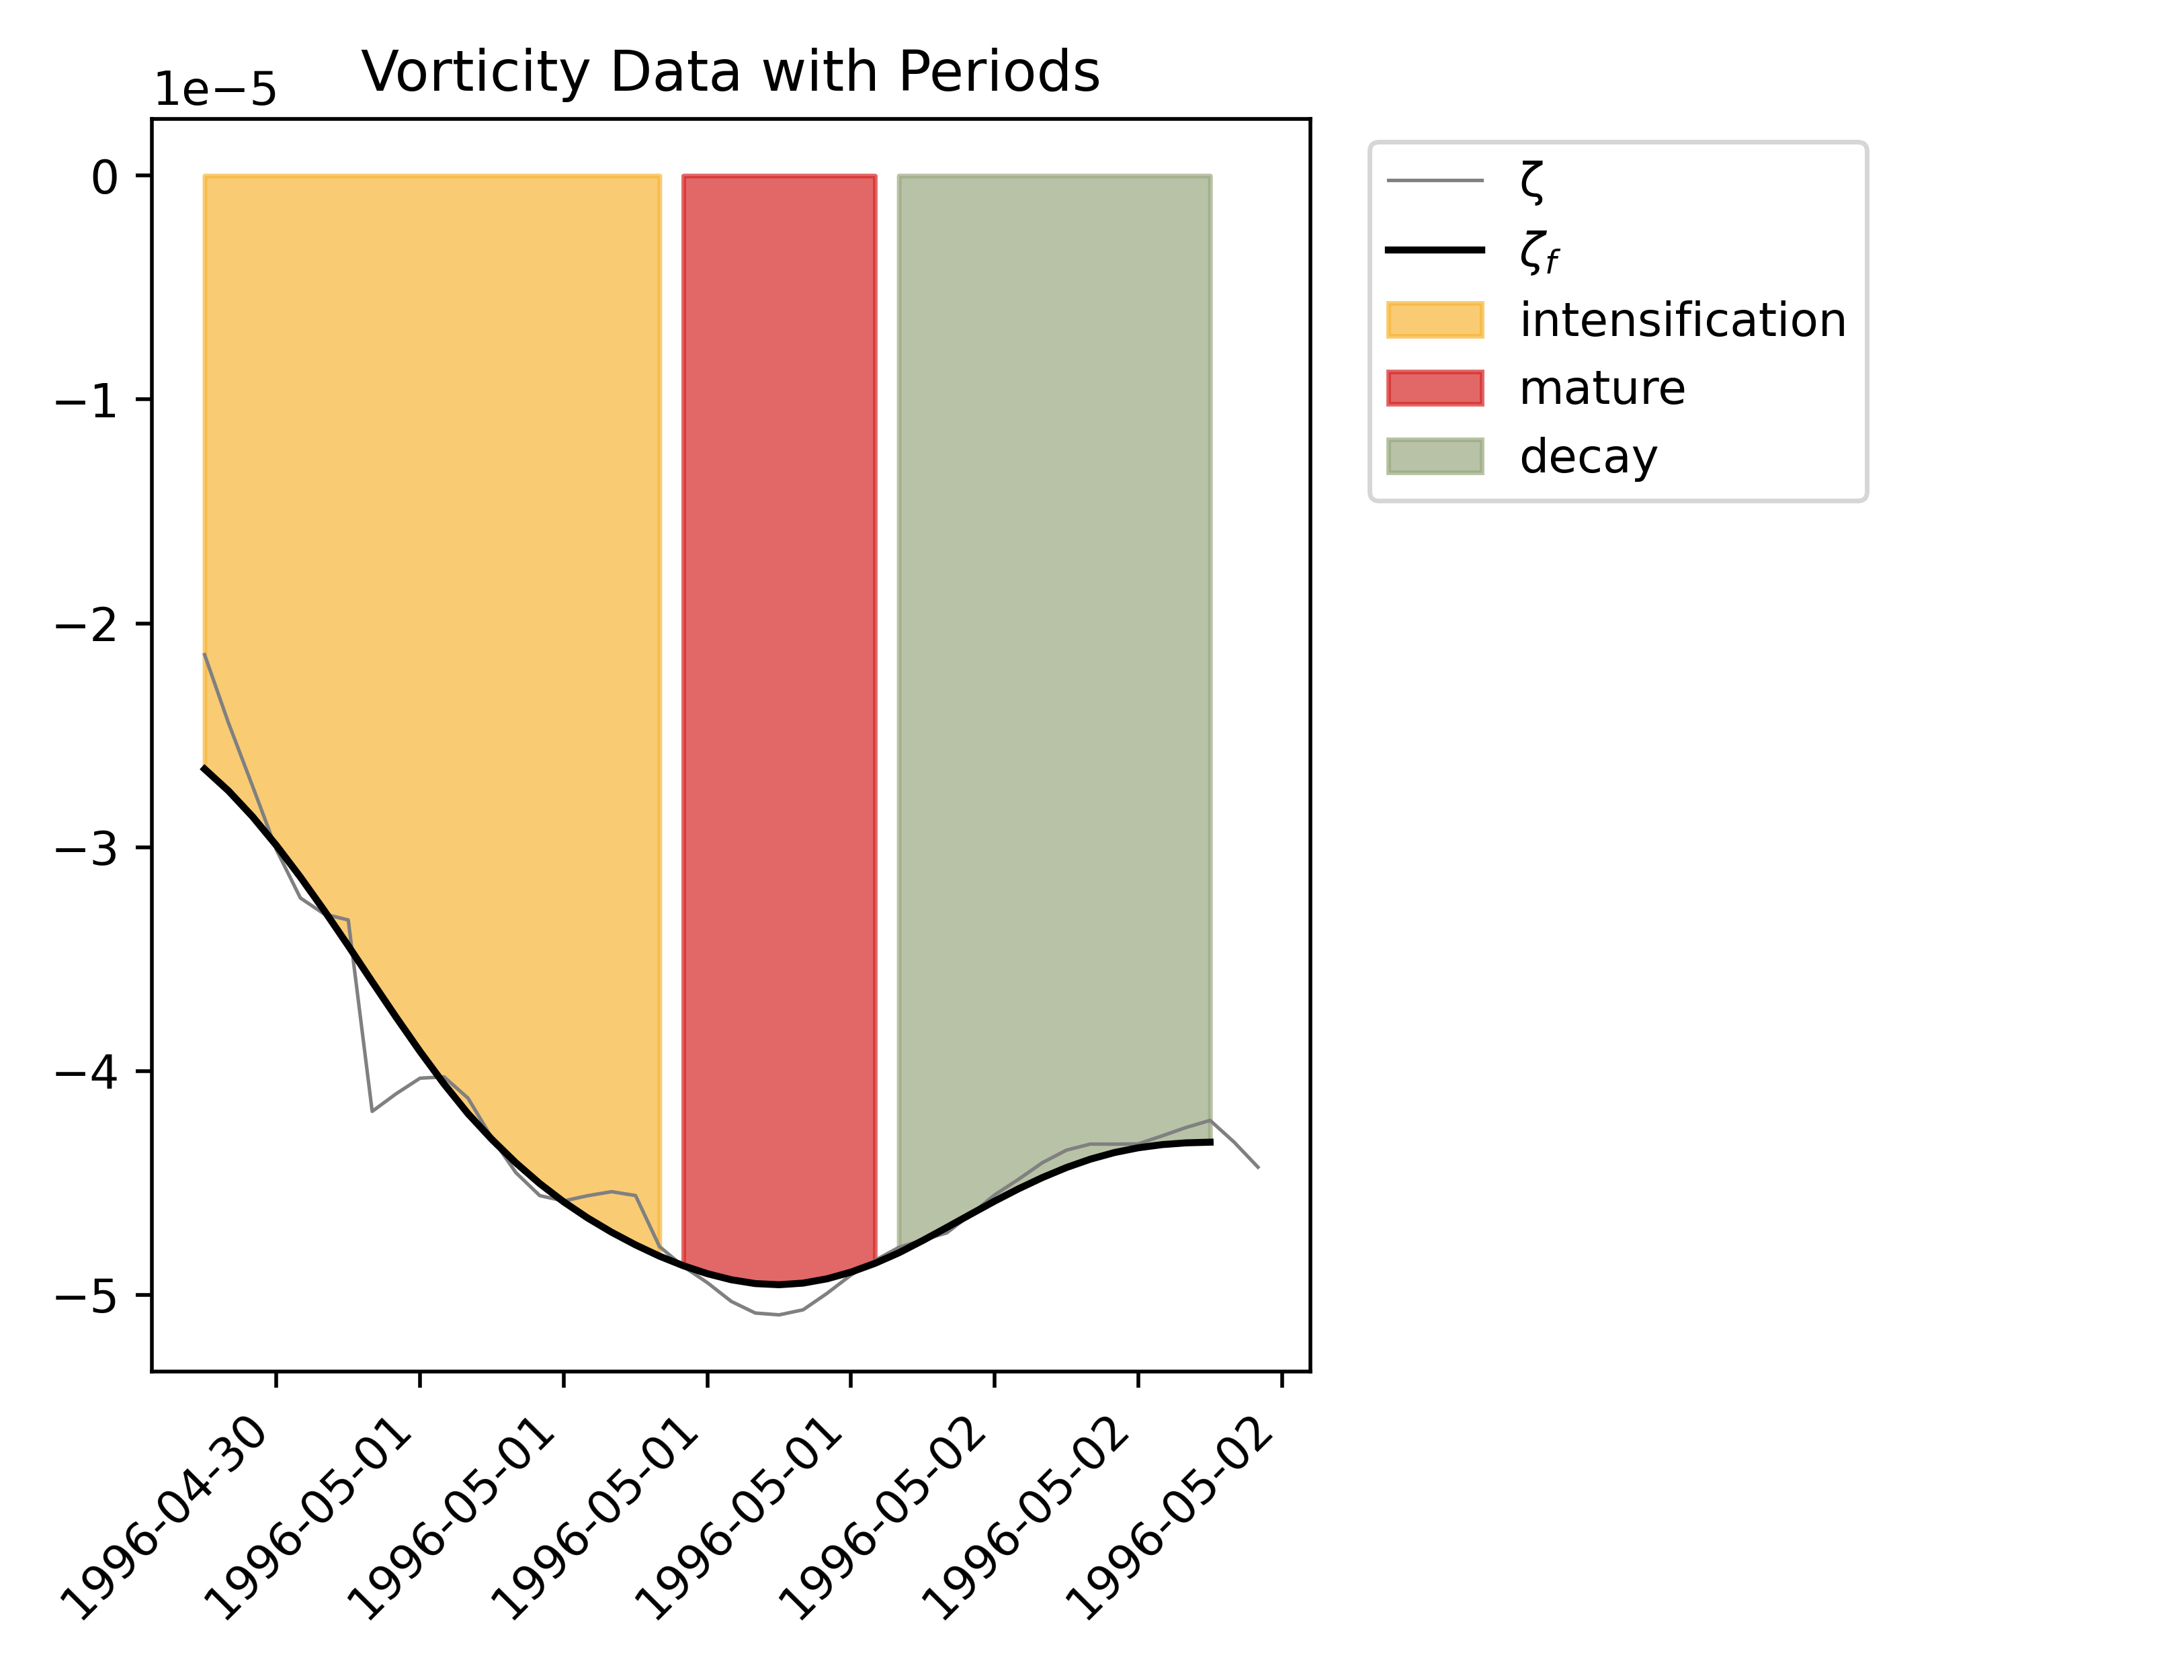 Vorticity Data with Periods
1e−5
0
−1
−2
−3
−4
−5
1996-04-30
1996-05-01
1996-05-01
1996-05-01
1996-05-01
1996-05-02
1996-05-02
1996-05-02
ζ
ζf
intensification
mature
decay